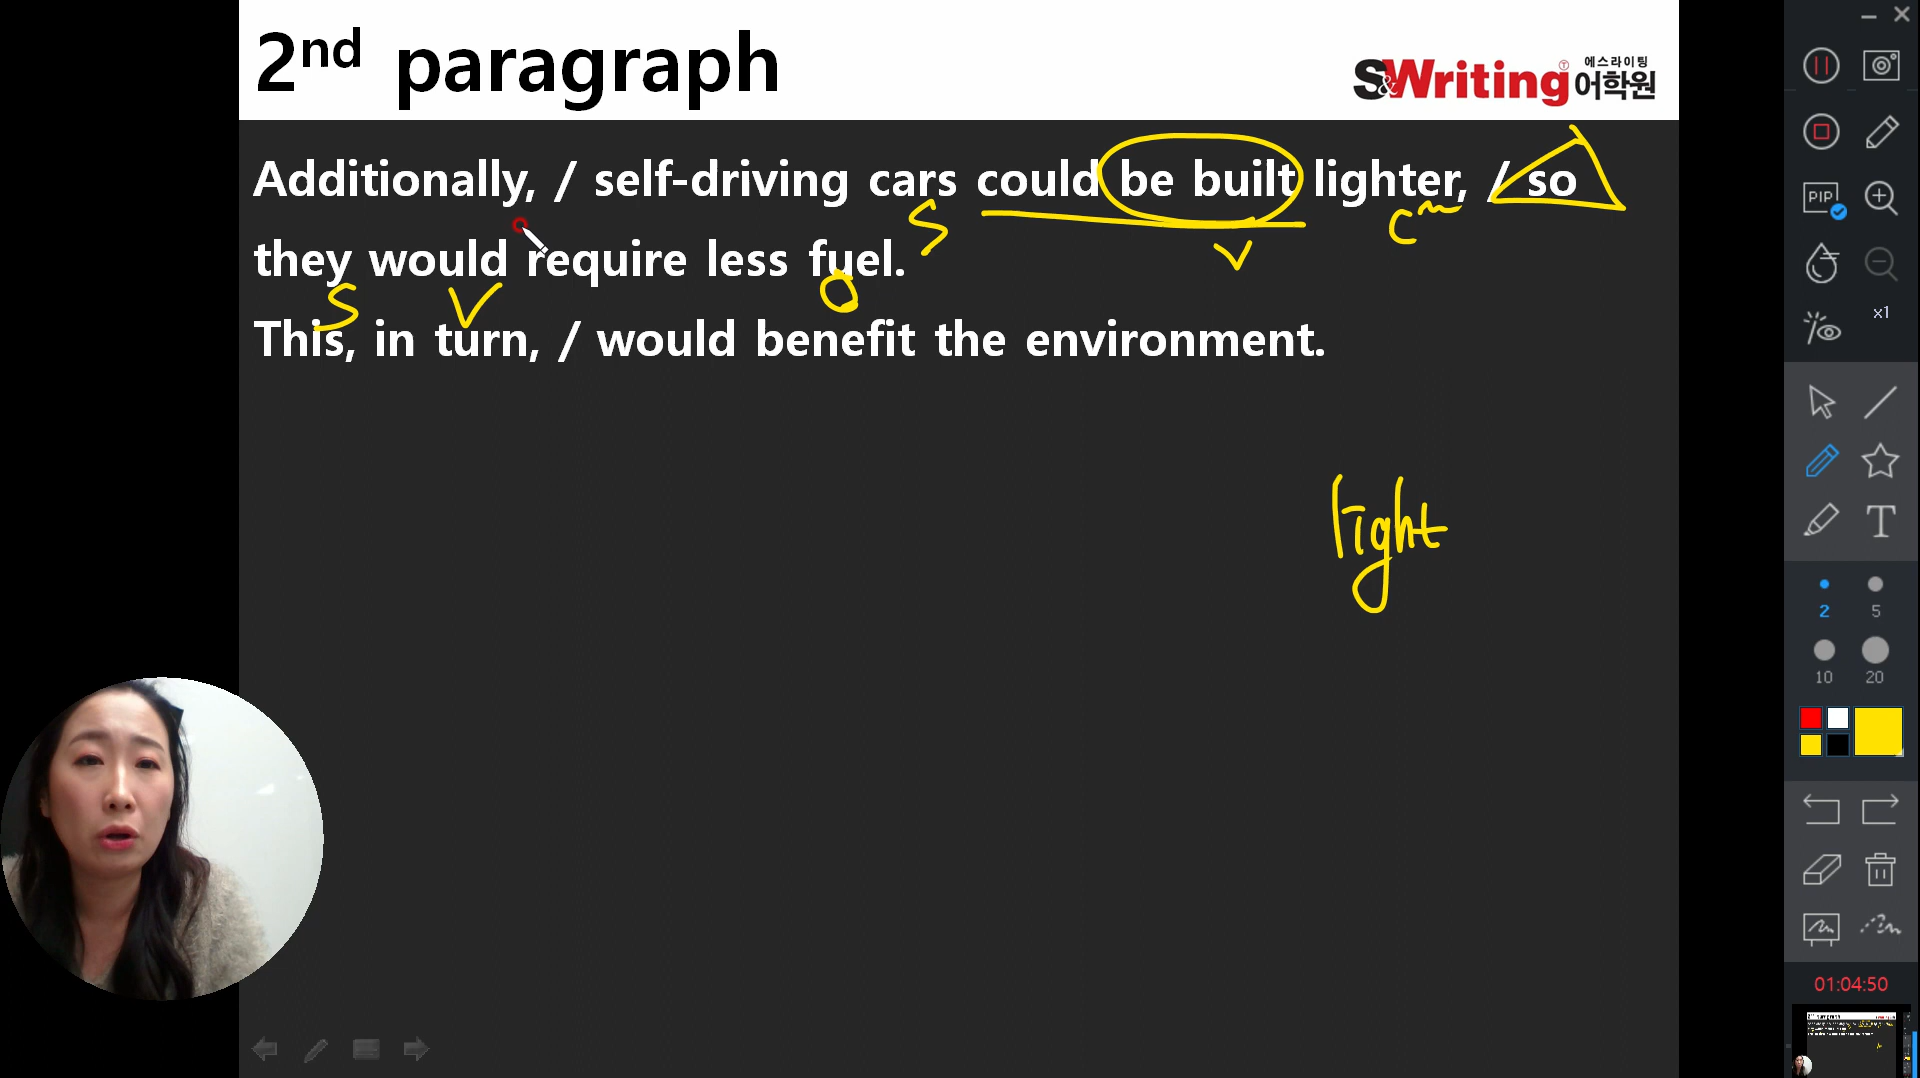 2nd paragraph
S&Writing 에스라이팅 어학원
Additionally, / self-driving cars could be built lighter, / so
S
V
C
they would require less fuel.
S
V
O
This, in turn, / would benefit the environment.
light
PIP
x1
T
2
5
10
20
01:04:50